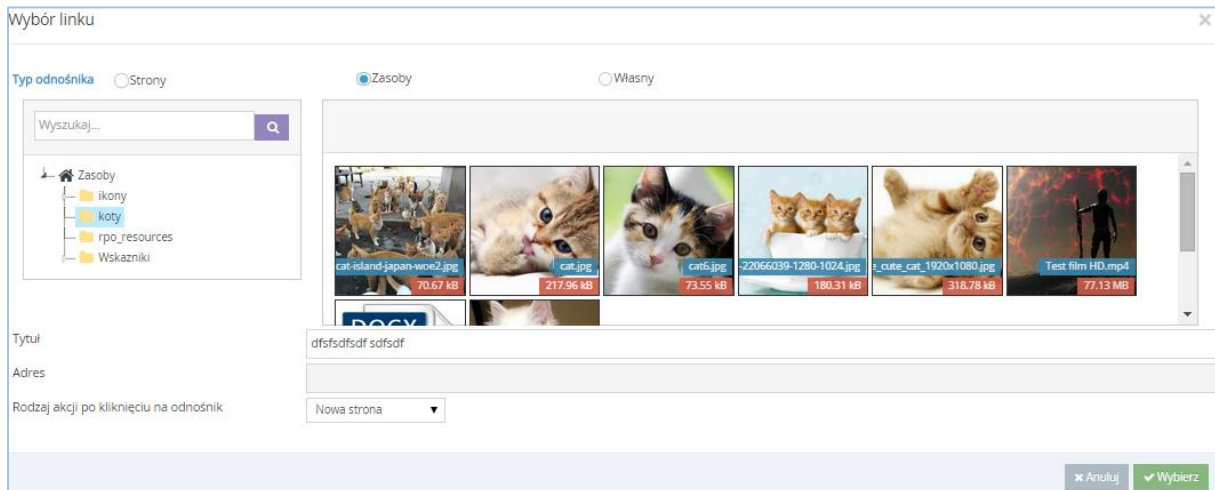 Wybór linku
Typ odnośnika Strony Zasoby Własny
Wyszukaj...
Zasoby
ikony
koty
rpo_resources
Wskazniki
cat-island-japan-woe2.jpg
70.67 kB
cat.jpg
217.96 kB
cat6.jpg
73.55 kB
-22066039-1280-1024.jpg
180.31 kB
e_cute_cat_1920x1080.jpg
318.78 kB
Test film HD.mp4
77.13 MB
DOCX
Tytuł
dfsfsdfsdf sdfsdf
Adres
Rodzaj akcji po kliknięciu na odnośnik
Nowa strona
Anuluj Wybierz